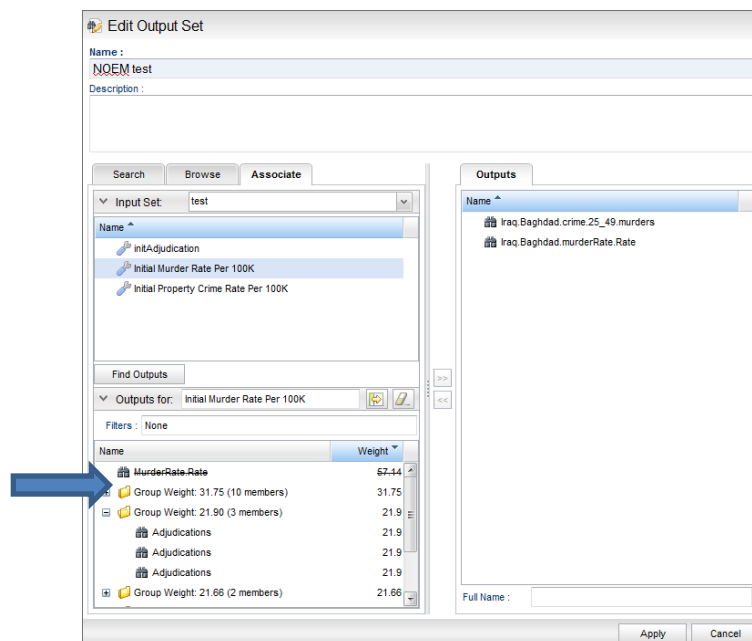 Edit Output Set
Name :
NOEM test
Description :
Search Browse Associate
Input Set: test
Name
initAdjudication
Initial Murder Rate Per 100K
Initial Property Crime Rate Per 100K
Find Outputs
Outputs for: Initial Murder Rate Per 100K
Filters : None
Name Weight
MurderRate.Rate 57.14
Group Weight: 31.75 (10 members) 31.75
Group Weight: 21.90 (3 members) 21.9
Adjudications 21.9
Adjudications 21.9
Adjudications 21.9
Group Weight: 21.66 (2 members) 21.66
>>
<<
Outputs
Name
Iraq.Baghdad.crime.25_49.murders
Iraq.Baghdad.murderRate.Rate
Full Name :
Apply Cancel